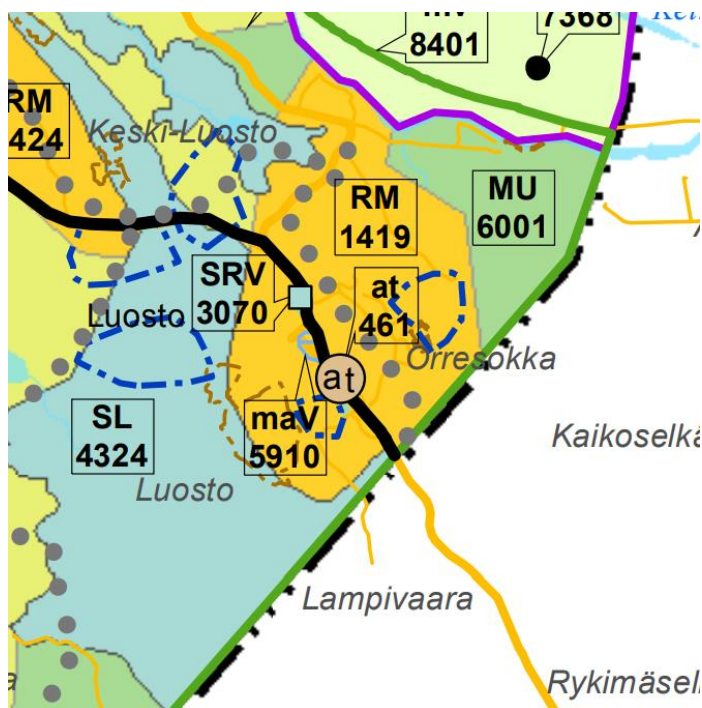 8401
7368
RM
424
Keski-Luosto
RM
1419
MU
6001
SRV
3070
at
461
Luosto
Orresokka
at
SL
4324
maV
5910
Luosto
Kaikoselkä
Lampivaara